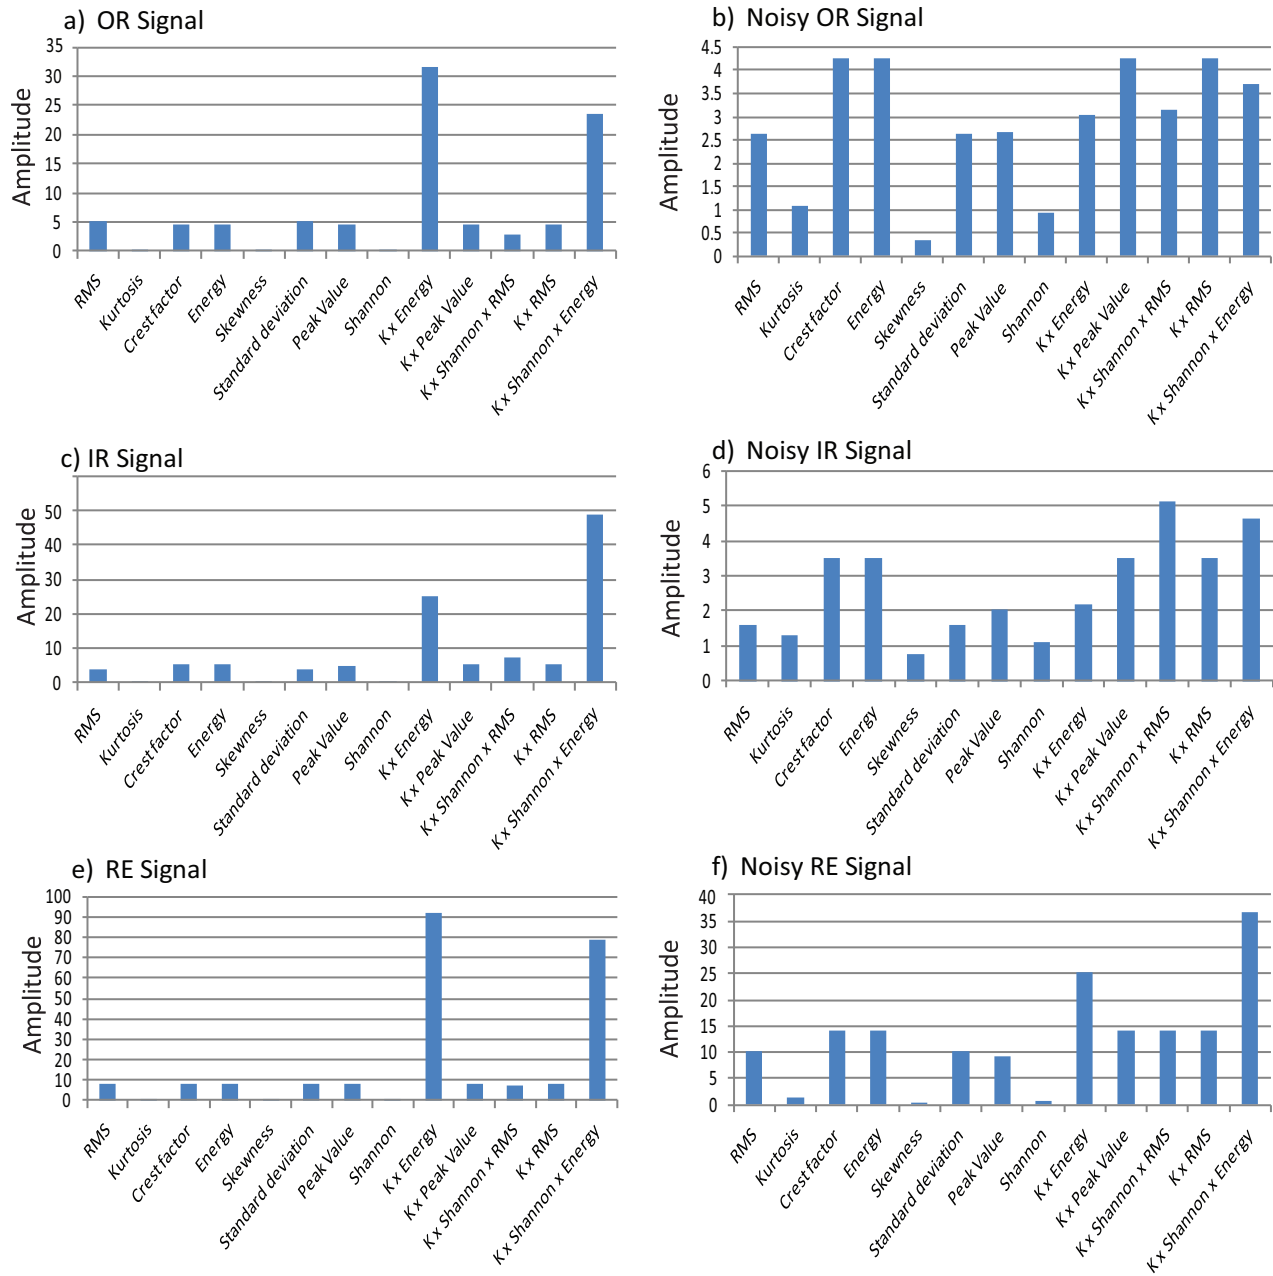 a) OR Signal
Amplitude
35
30
25
20
15
10
5
0
RMS
Kurtosis
Crest factor
Energy
Skewness
Standard deviation
Peak Value
Shannon
K x Energy
K x Peak Value
K x Shannon x RMS
K x RMS
K x Shannon x Energy
b) Noisy OR Signal
Amplitude
4.5
4
3.5
3
2.5
2
1.5
1
0.5
0
RMS
Kurtosis
Crest factor
Energy
Skewness
Standard deviation
Peak Value
Shannon
K x Energy
K x Peak Value
K x Shannon x RMS
K x RMS
K x Shannon x Energy
c) IR Signal
Amplitude
50
40
30
20
10
0
RMS
Kurtosis
Crest factor
Energy
Skewness
Standard deviation
Peak Value
Shannon
K x Energy
K x Peak Value
K x Shannon x RMS
K x RMS
K x Shannon x Energy
d) Noisy IR Signal
Amplitude
6
5
4
3
2
1
0
RMS
Kurtosis
Crest factor
Energy
Skewness
Standard deviation
Peak Value
Shannon
K x Energy
K x Peak Value
K x Shannon x RMS
K x RMS
K x Shannon x Energy
e) RE Signal
Amplitude
100
90
80
70
60
50
40
30
20
10
0
RMS
Kurtosis
Crest factor
Energy
Skewness
Standard deviation
Peak Value
Shannon
K x Energy
K x Peak Value
K x Shannon x RMS
K x RMS
K x Shannon x Energy
f) Noisy RE Signal
Amplitude
40
35
30
25
20
15
10
5
0
RMS
Kurtosis
Crest factor
Energy
Skewness
Standard deviation
Peak Value
Shannon
K x Energy
K x Peak Value
K x Shannon x RMS
K x RMS
K x Shannon x Energy